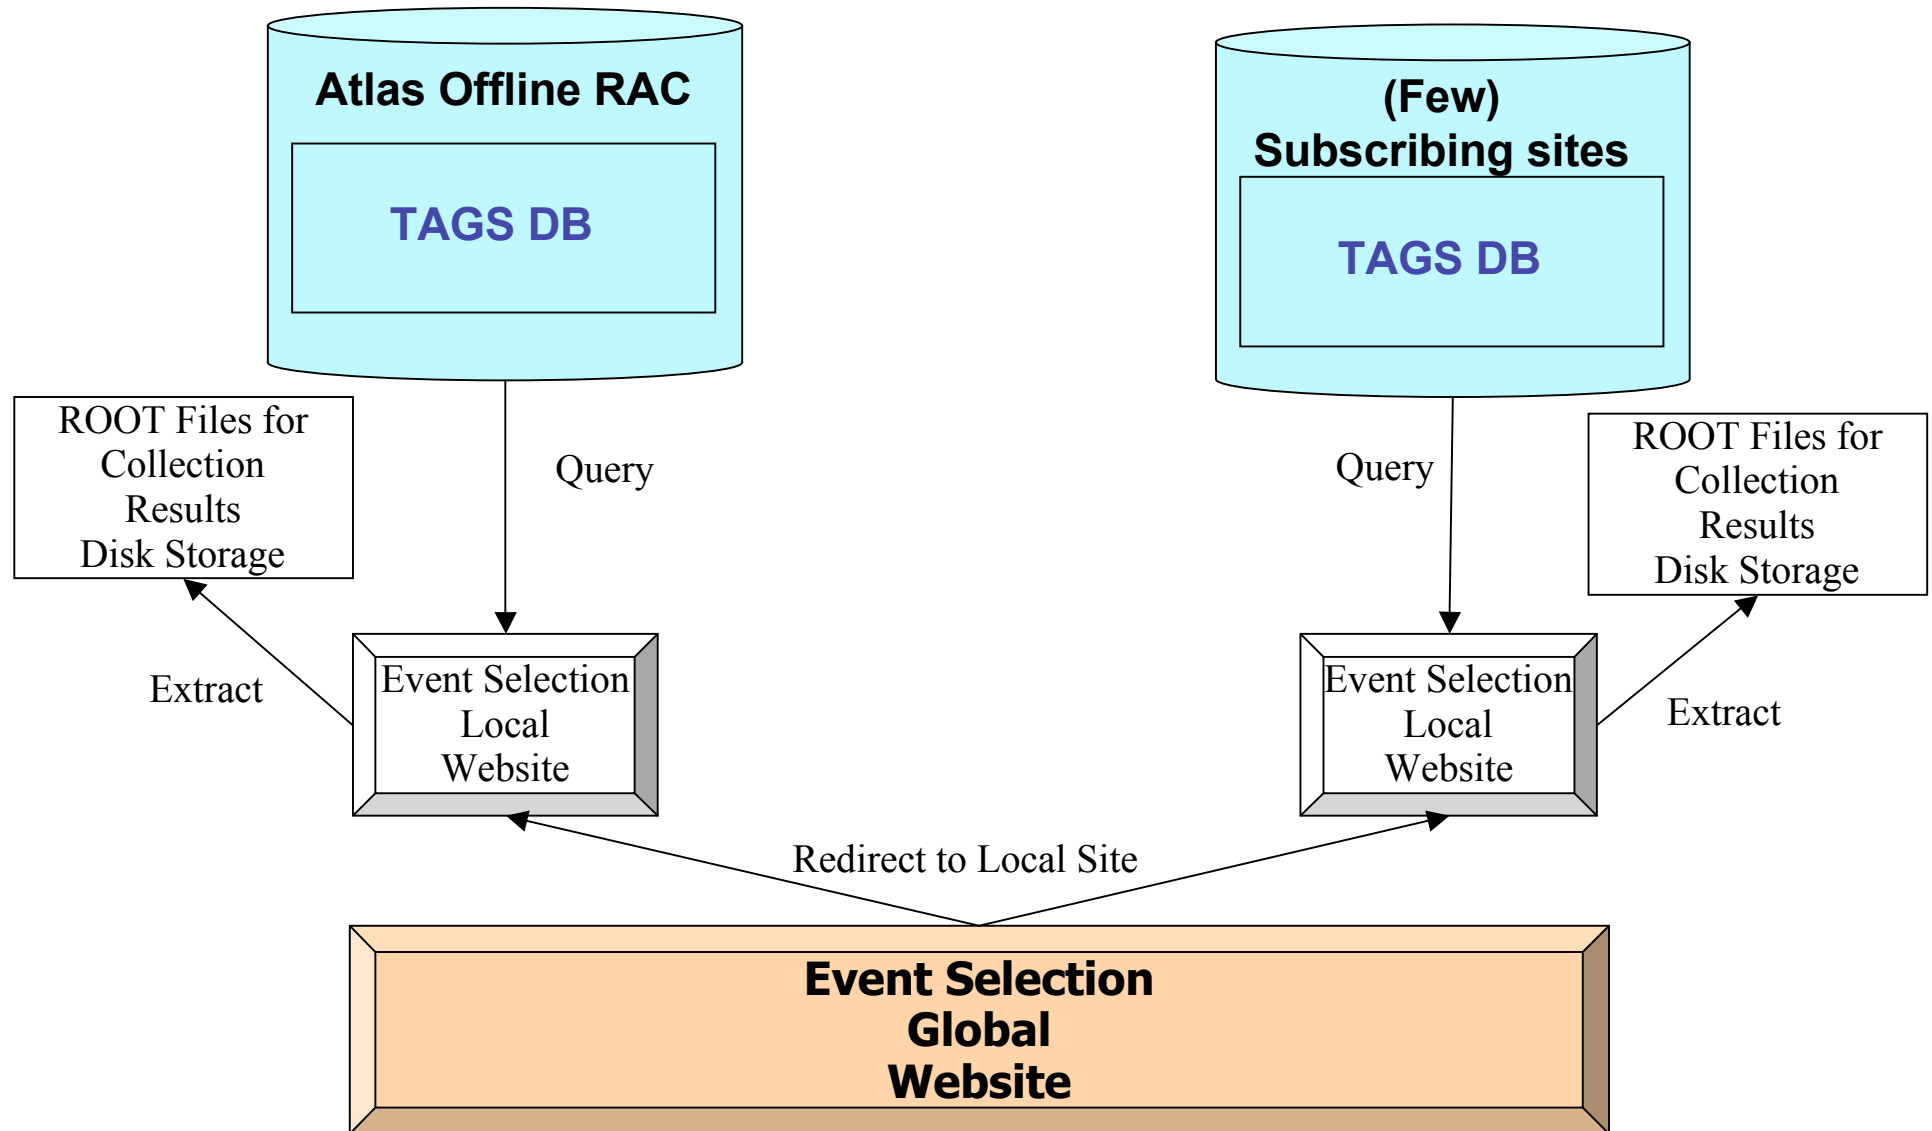 Atlas Offline RAC
TAGS DB
(Few)
Subscribing sites
TAGS DB
ROOT Files for
Collection
Results
Disk Storage
Query
Query
ROOT Files for
Collection
Results
Disk Storage
Extract
Event Selection
Local
Website
Event Selection
Local
Website
Extract
Redirect to Local Site
Event Selection
Global
Website